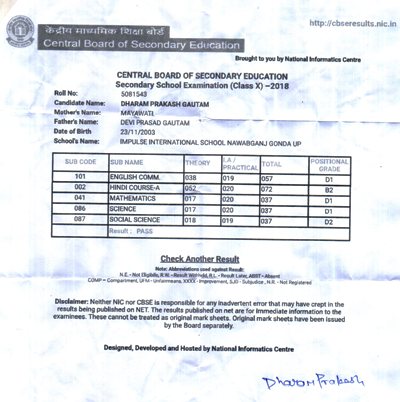 http://cbseresults.nic.in
केंद्रीय माध्यमिक शिक्षा बोर्ड
Central Board of Secondary Education
Brought to you by National Informatics Centre
CENTRAL BOARD OF SECONDARY EDUCATION
Secondary School Examination (Class X) –2018
Roll No: 5081543
Candidate Name: DHARAM PRAKASH GAUTAM
Mother's Name: MAYAWATI
Father's Name: DEVI PRASAD GAUTAM
Date of Birth 23/11/2003
School's Name: IMPULSE INTERNATIONAL SCHOOL NAWABGANJ GONDA UP
SUB CODE SUB NAME THEORY I.A / PRACTICAL TOTAL POSITIONAL GRADE
101 ENGLISH COMM. 038 019 057 D1
002 HINDI COURSE-A 052 020 072 B2
041 MATHEMATICS 017 020 037 D1
086 SCIENCE 017 020 037 D1
087 SOCIAL SCIENCE 018 019 037 D2
Result: PASS
Check Another Result
Note: Abbreviations used against Result:
N.E. - Not Eligible, R.W. - Result Withheld, R.L. - Result Later, ABST - Absent
COMP = Compartment, UFM - Unfairmeans, XXXX - Improvement, SJD - Subjudice, N.R. - Not Registered
Disclaimer: Neither NIC nor CBSE is responsible for any inadvertent error that may have crept in the
results being published on NET. The results published on net are for immediate information to the
examinees. These cannot be treated as original mark sheets. Original mark sheets have been issued
by the Board separately.
Designed, Developed and Hosted by National Informatics Centre
Dharam Prakash